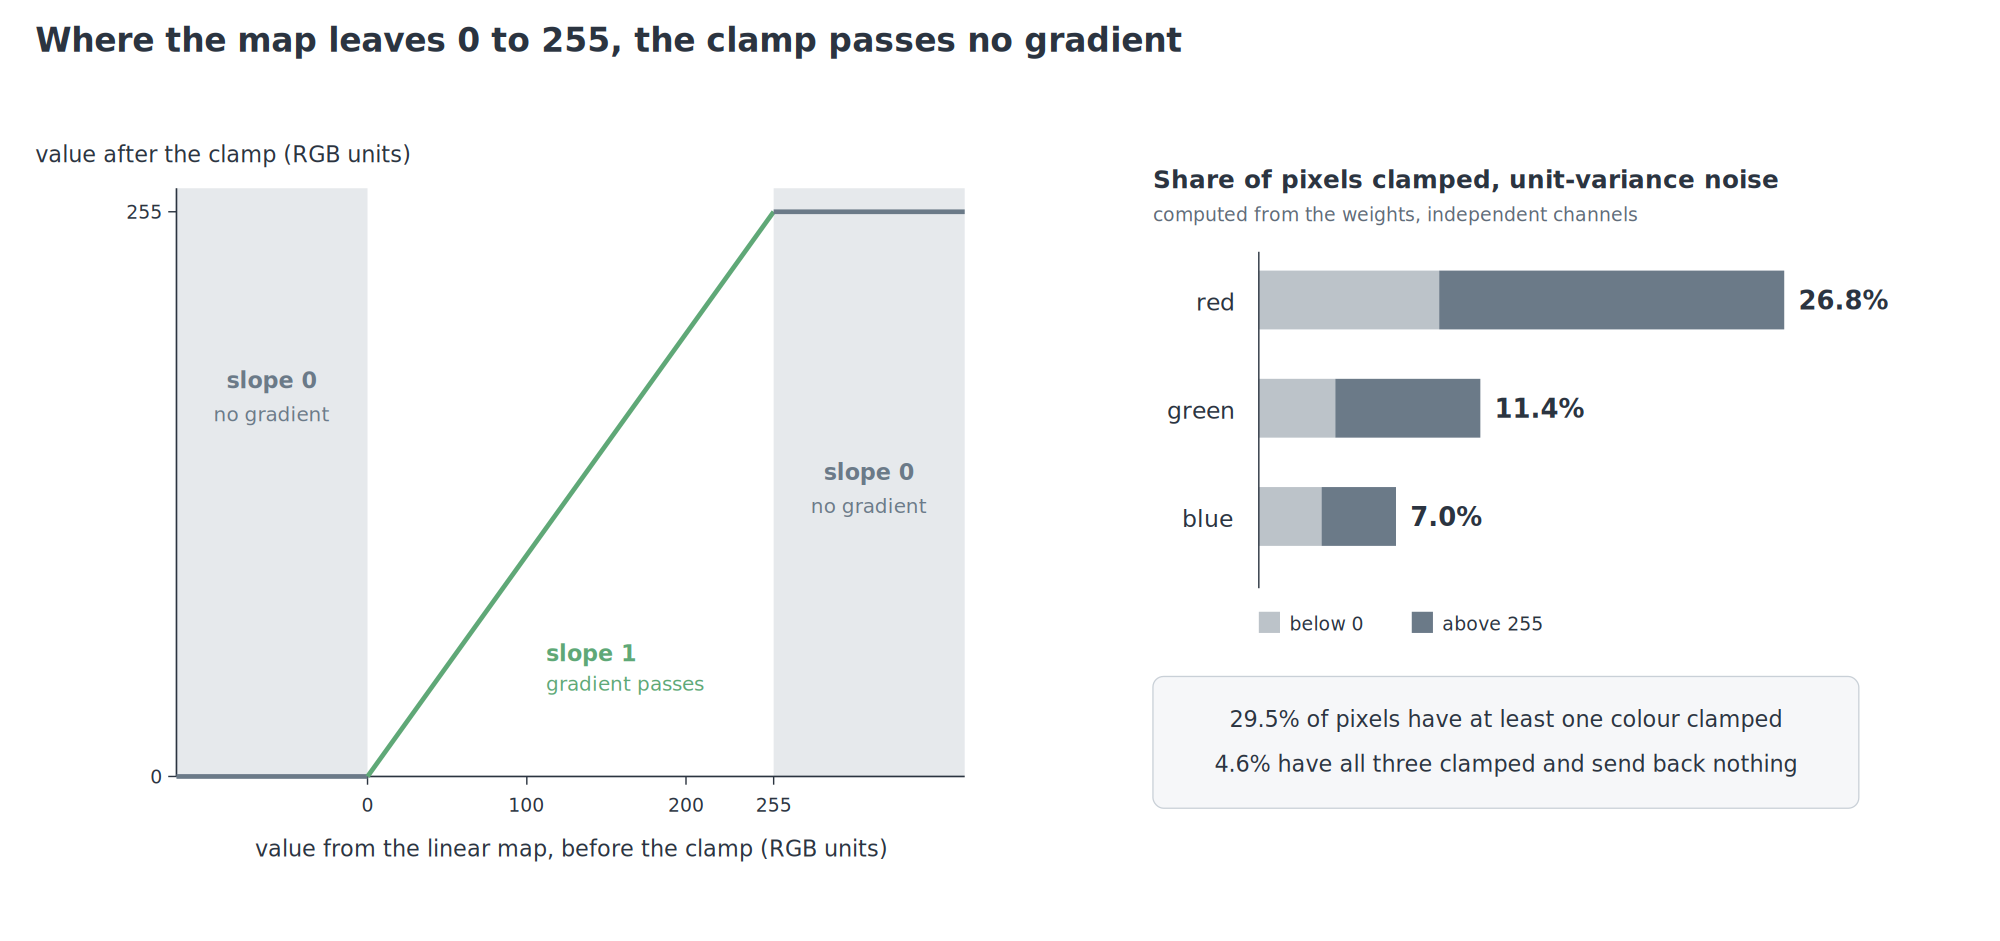 Where the map leaves 0 to 255, the clamp passes no gradient
value after the clamp (RGB units)
255
0
slope 0
no gradient
slope 0
no gradient
slope 1
gradient passes
0
100
200
255
value from the linear map, before the clamp (RGB units)
Share of pixels clamped, unit-variance noise
computed from the weights, independent channels
red
26.8%
green
11.4%
blue
7.0%
below 0
above 255
29.5% of pixels have at least one colour clamped
4.6% have all three clamped and send back nothing